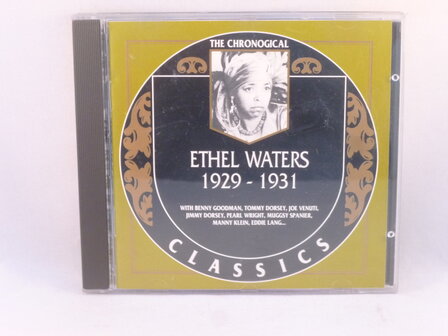 THE CHRONOGICAL
ETHEL WATERS
1929 - 1931
WITH BENNY GOODMAN, TOMMY DORSEY, JOE VENUTI,
JIMMY DORSEY, PEARL WRIGHT, MUGGSY SPANIER,
MANNY KLEIN, EDDIE LANG...
CLASSICS